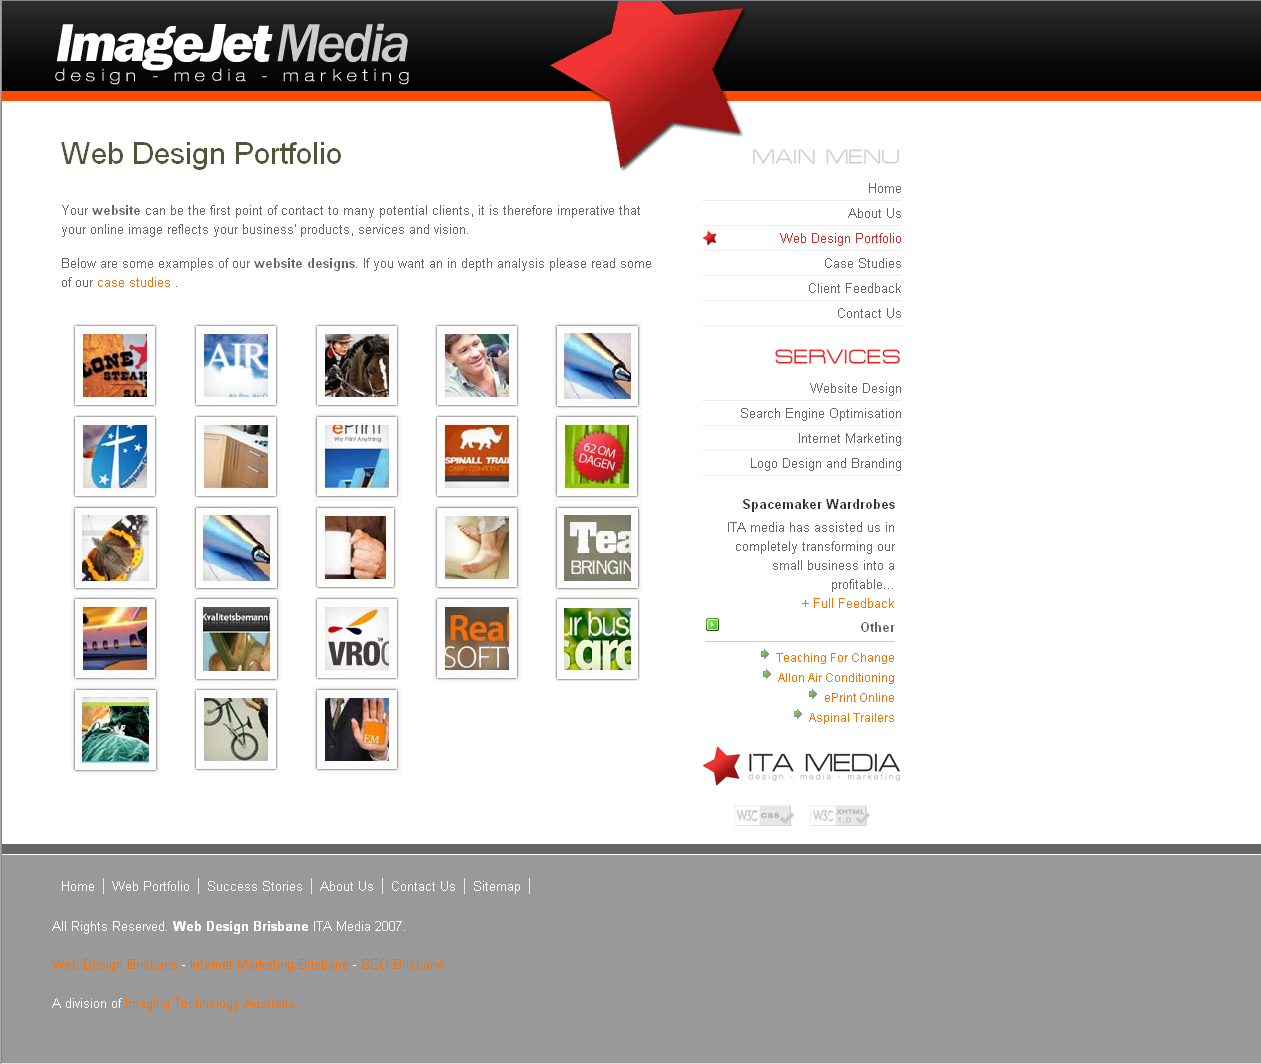 ImageJet Media
design - media - marketing
Web Design Portfolio
Your website can be the first point of contact to many potential clients, it is therefore imperative that
your online image reflects your business' products, services and vision.
Below are some examples of our website designs. If you want an in depth analysis please read some
of our case studies .
LONE
STEAK
SA
AIR
ePrint
We Print Anything.
SPINALL TRAI
CARRY CONFIDENCE
62 OM
DAGEN
Tea
BRINGIN
Kvalitetsbemann
VROC
Real
SOFTV
ur busi
s gro
EM
MAIN MENU
Home
About Us
Web Design Portfolio
Case Studies
Client Feedback
Contact Us
SERVICES
Website Design
Search Engine Optimisation
Internet Marketing
Logo Design and Branding
Spacemaker Wardrobes
ITA media has assisted us in
completely transforming our
small business into a
profitable...
+ Full Feedback
Other
Teaching For Change
Allon Air Conditioning
ePrint Online
Aspinal Trailers
ITA MEDIA
design - media - marketing
W3C css
W3C XHTML 1.0
Home | Web Portfolio | Success Stories | About Us | Contact Us | Sitemap |
All Rights Reserved. Web Design Brisbane ITA Media 2007.
Web Design Brisbane - Internet Marketing Brisbane - SEO Brisbane
A division of Imaging Technology Australia